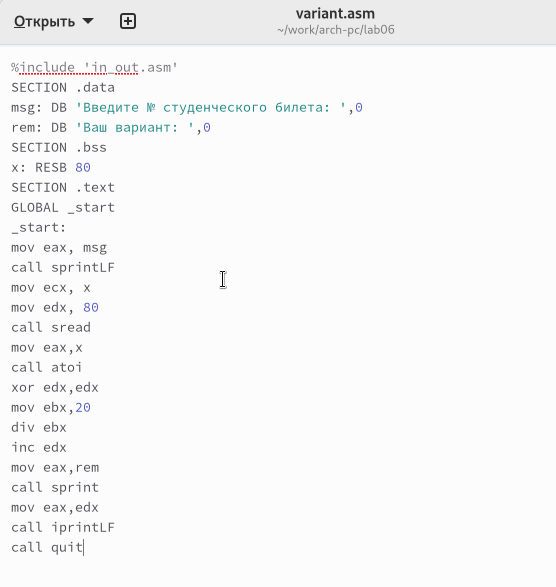 Открыть
variant.asm
~/work/arch-pc/lab06
%include 'in_out.asm'
SECTION .data
msg: DB 'Введите № студенческого билета: ',0
rem: DB 'Ваш вариант: ',0
SECTION .bss
x: RESB 80
SECTION .text
GLOBAL _start
_start:
mov eax, msg
call sprintLF
mov ecx, x
mov edx, 80
call sread
mov eax,x
call atoi
xor edx,edx
mov ebx,20
div ebx
inc edx
mov eax,rem
call sprint
mov eax,edx
call iprintLF
call quit